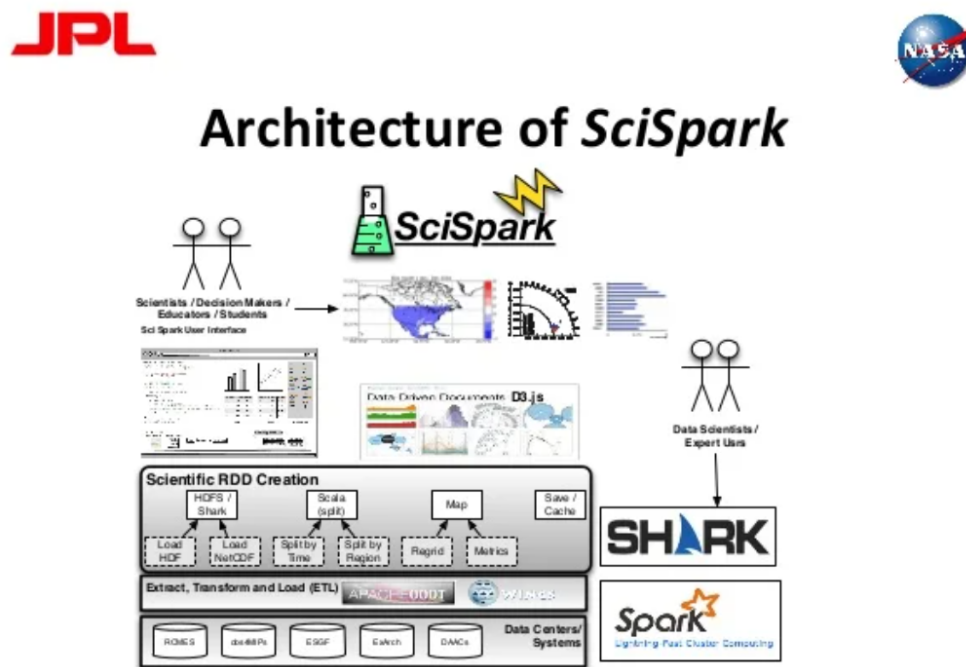 JPL
NASA
Architecture of SciSpark
SciSpark
Scientists / Decision Makers /
Educators / Students
Sci Spark User Interface
Data Driven Documents D3.js
Data Scientists /
Expert Usrs
Scientific RDD Creation
HDFS /
Shark
Scala
(split)
Map
Save /
Cache
Load
HDF
Load
NetCDF
Split by
Time
Split by
Region
Regrid
Metrics
SHARK
Extract, Transform and Load (ETL)
APACHE OODT
WINGS
Spark
Lightning-Fast Cluster Computing
Data Centers/
Systems
RCMES
obs4MIPs
ESGF
ExArch
DAACs